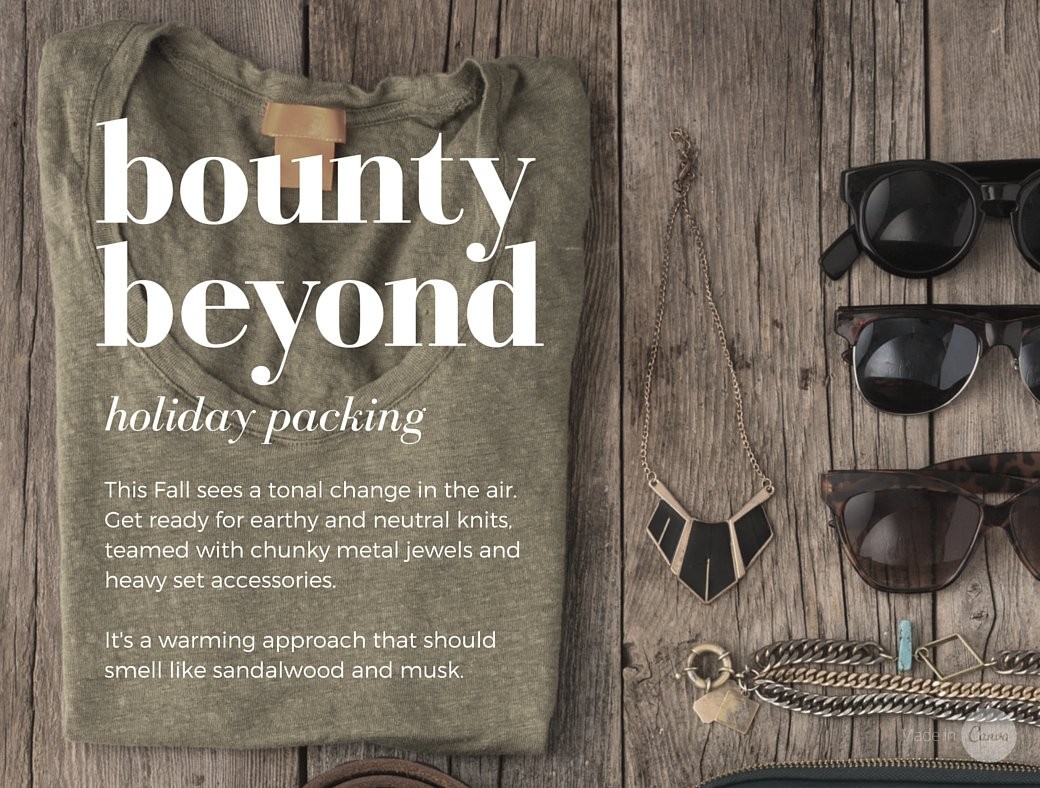 bounty
beyond
holiday packing
This Fall sees a tonal change in the air.
Get ready for earthy and neutral knits,
teamed with chunky metal jewels and
heavy set accessories.
It's a warming approach that should
smell like sandalwood and musk.
Made in Canva